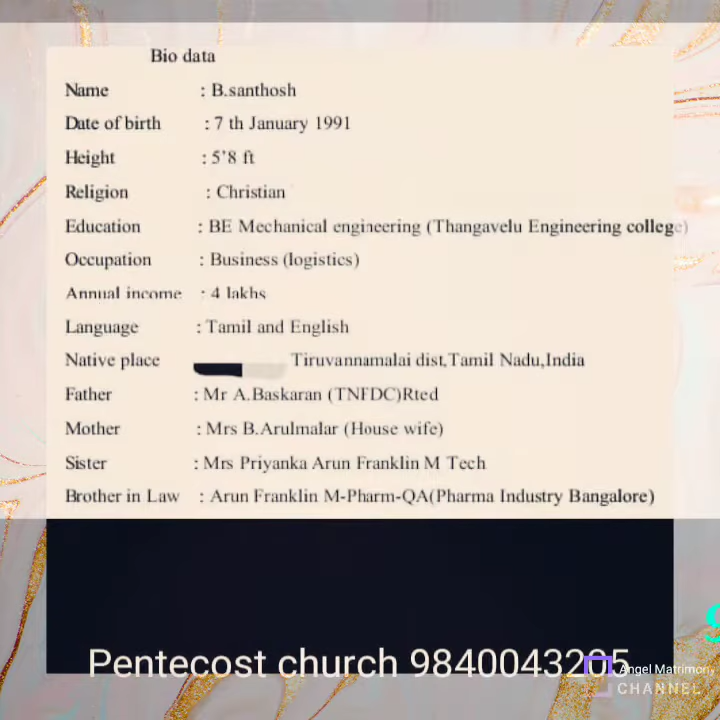 Bio data
Name : B.santhosh
Date of birth : 7 th January 1991
Height : 5'8 ft
Religion : Christian
Education : BE Mechanical engineering (Thangavelu Engineering college)
Occupation : Business (logistics)
Annual income : 4 lakhs
Language : Tamil and English
Native place Tiruvannamalai dist,Tamil Nadu,India
Father : Mr A.Baskaran (TNFDC)Rted
Mother : Mrs B.Arulmalar (House wife)
Sister : Mrs Priyanka Arun Franklin M Tech
Brother in Law : Arun Franklin M-Pharm-QA(Pharma Industry Bangalore)
Pentecost church 9840043205
Angel Matrimony
CHANNEL